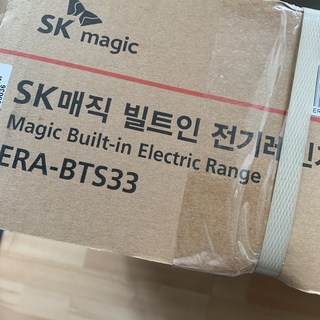 SK magic
SK매직 빌트인 전기레
Magic Built-in Electric Range
ERA-BTS33